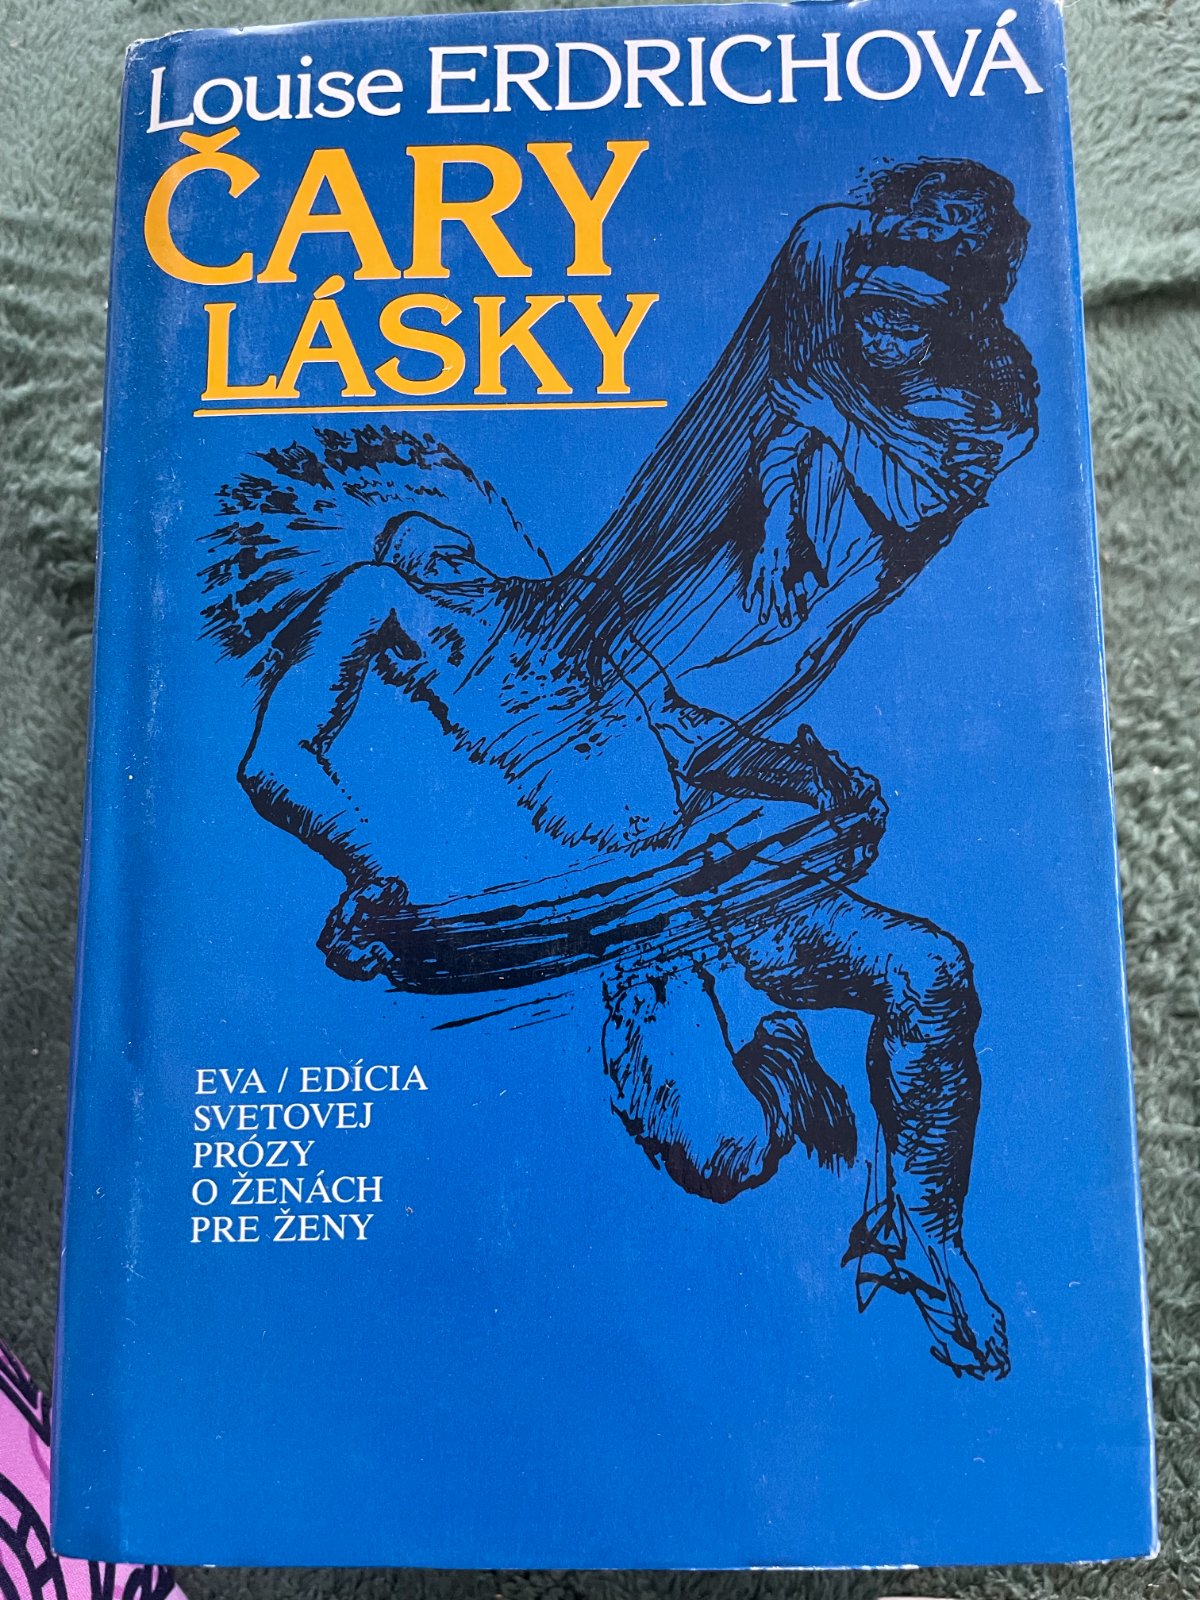 Louise ERDRICHOVÁ
ČARY
LÁSKY
EVA / EDÍCIA
SVETOVEJ
PRÓZY
O ŽENÁCH
PRE ŽENY